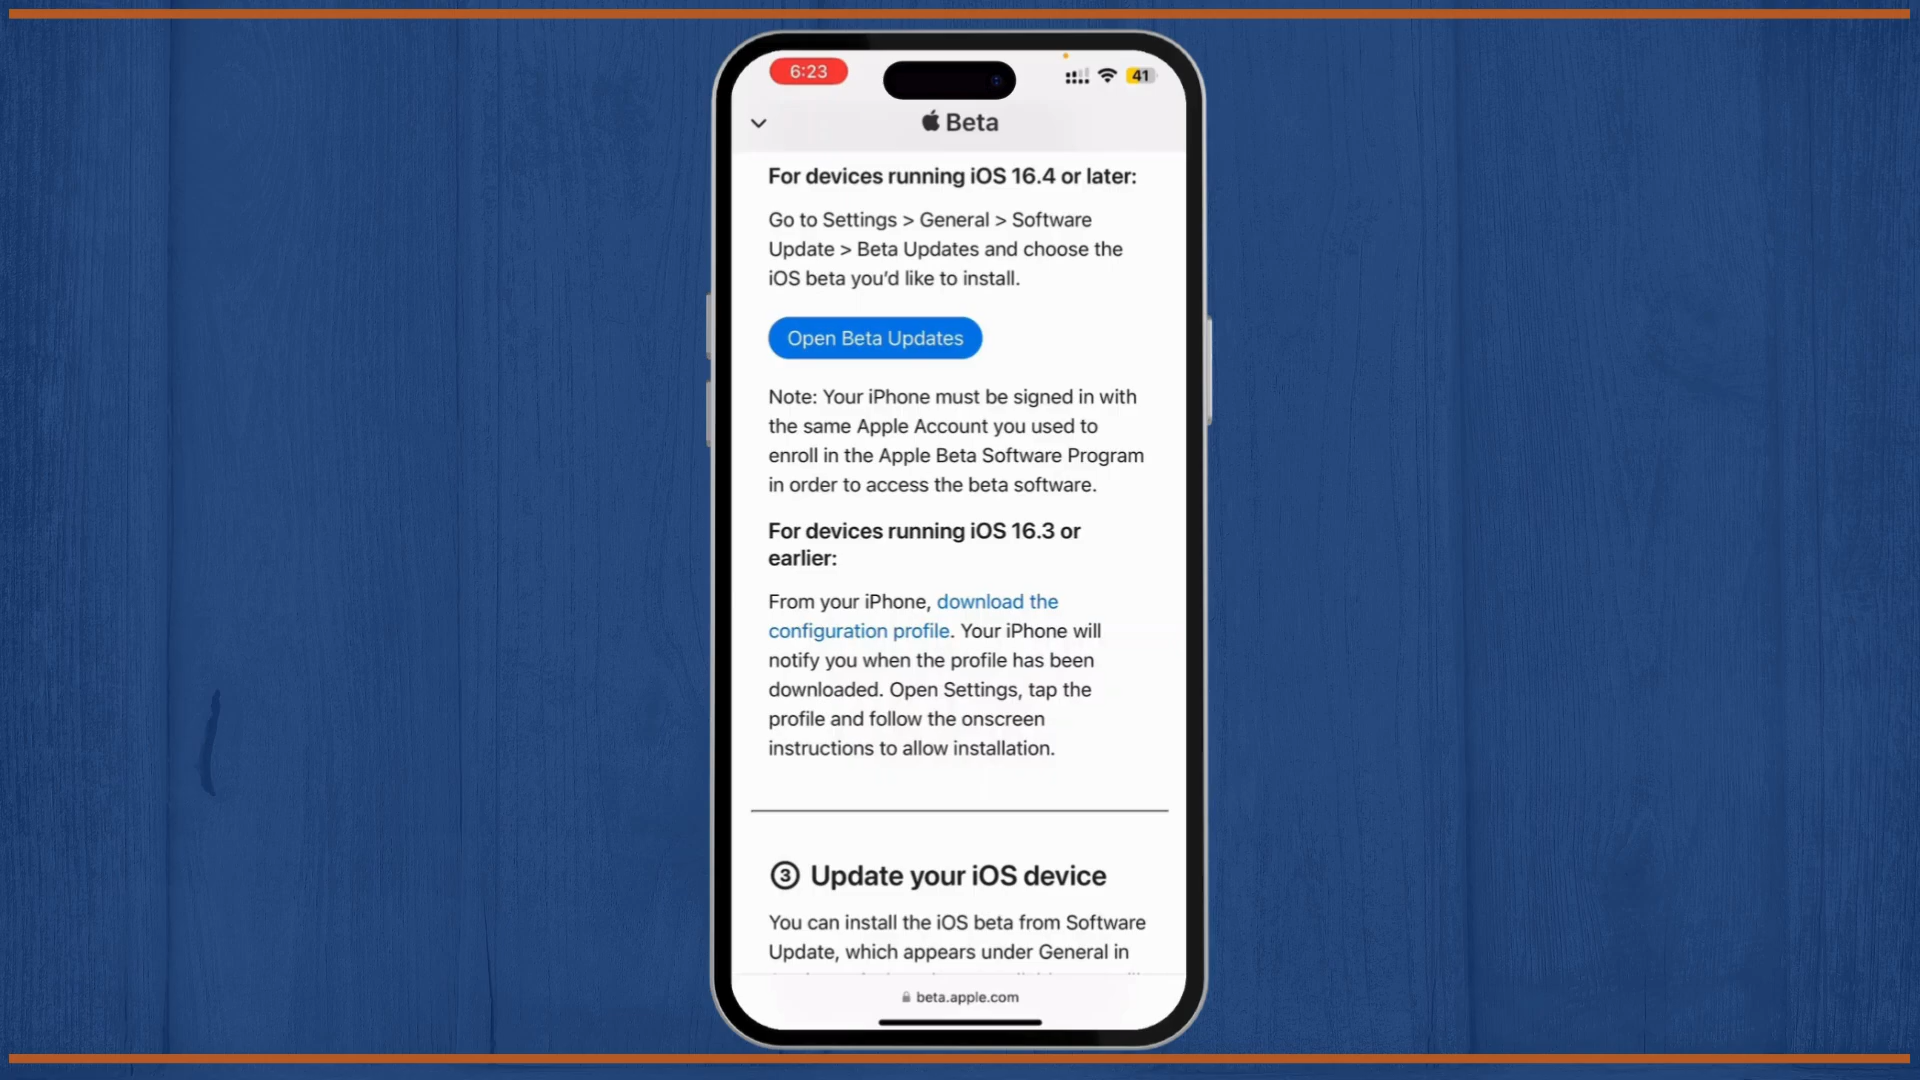 6:23
41
Beta
For devices running iOS 16.4 or later:
Go to Settings > General > Software
Update > Beta Updates and choose the
iOS beta you'd like to install.
Open Beta Updates
Note: Your iPhone must be signed in with
the same Apple Account you used to
enroll in the Apple Beta Software Program
in order to access the beta software.
For devices running iOS 16.3 or
earlier:
From your iPhone, download the
configuration profile. Your iPhone will
notify you when the profile has been
downloaded. Open Settings, tap the
profile and follow the onscreen
instructions to allow installation.
3 Update your iOS device
You can install the iOS beta from Software
Update, which appears under General in
beta.apple.com